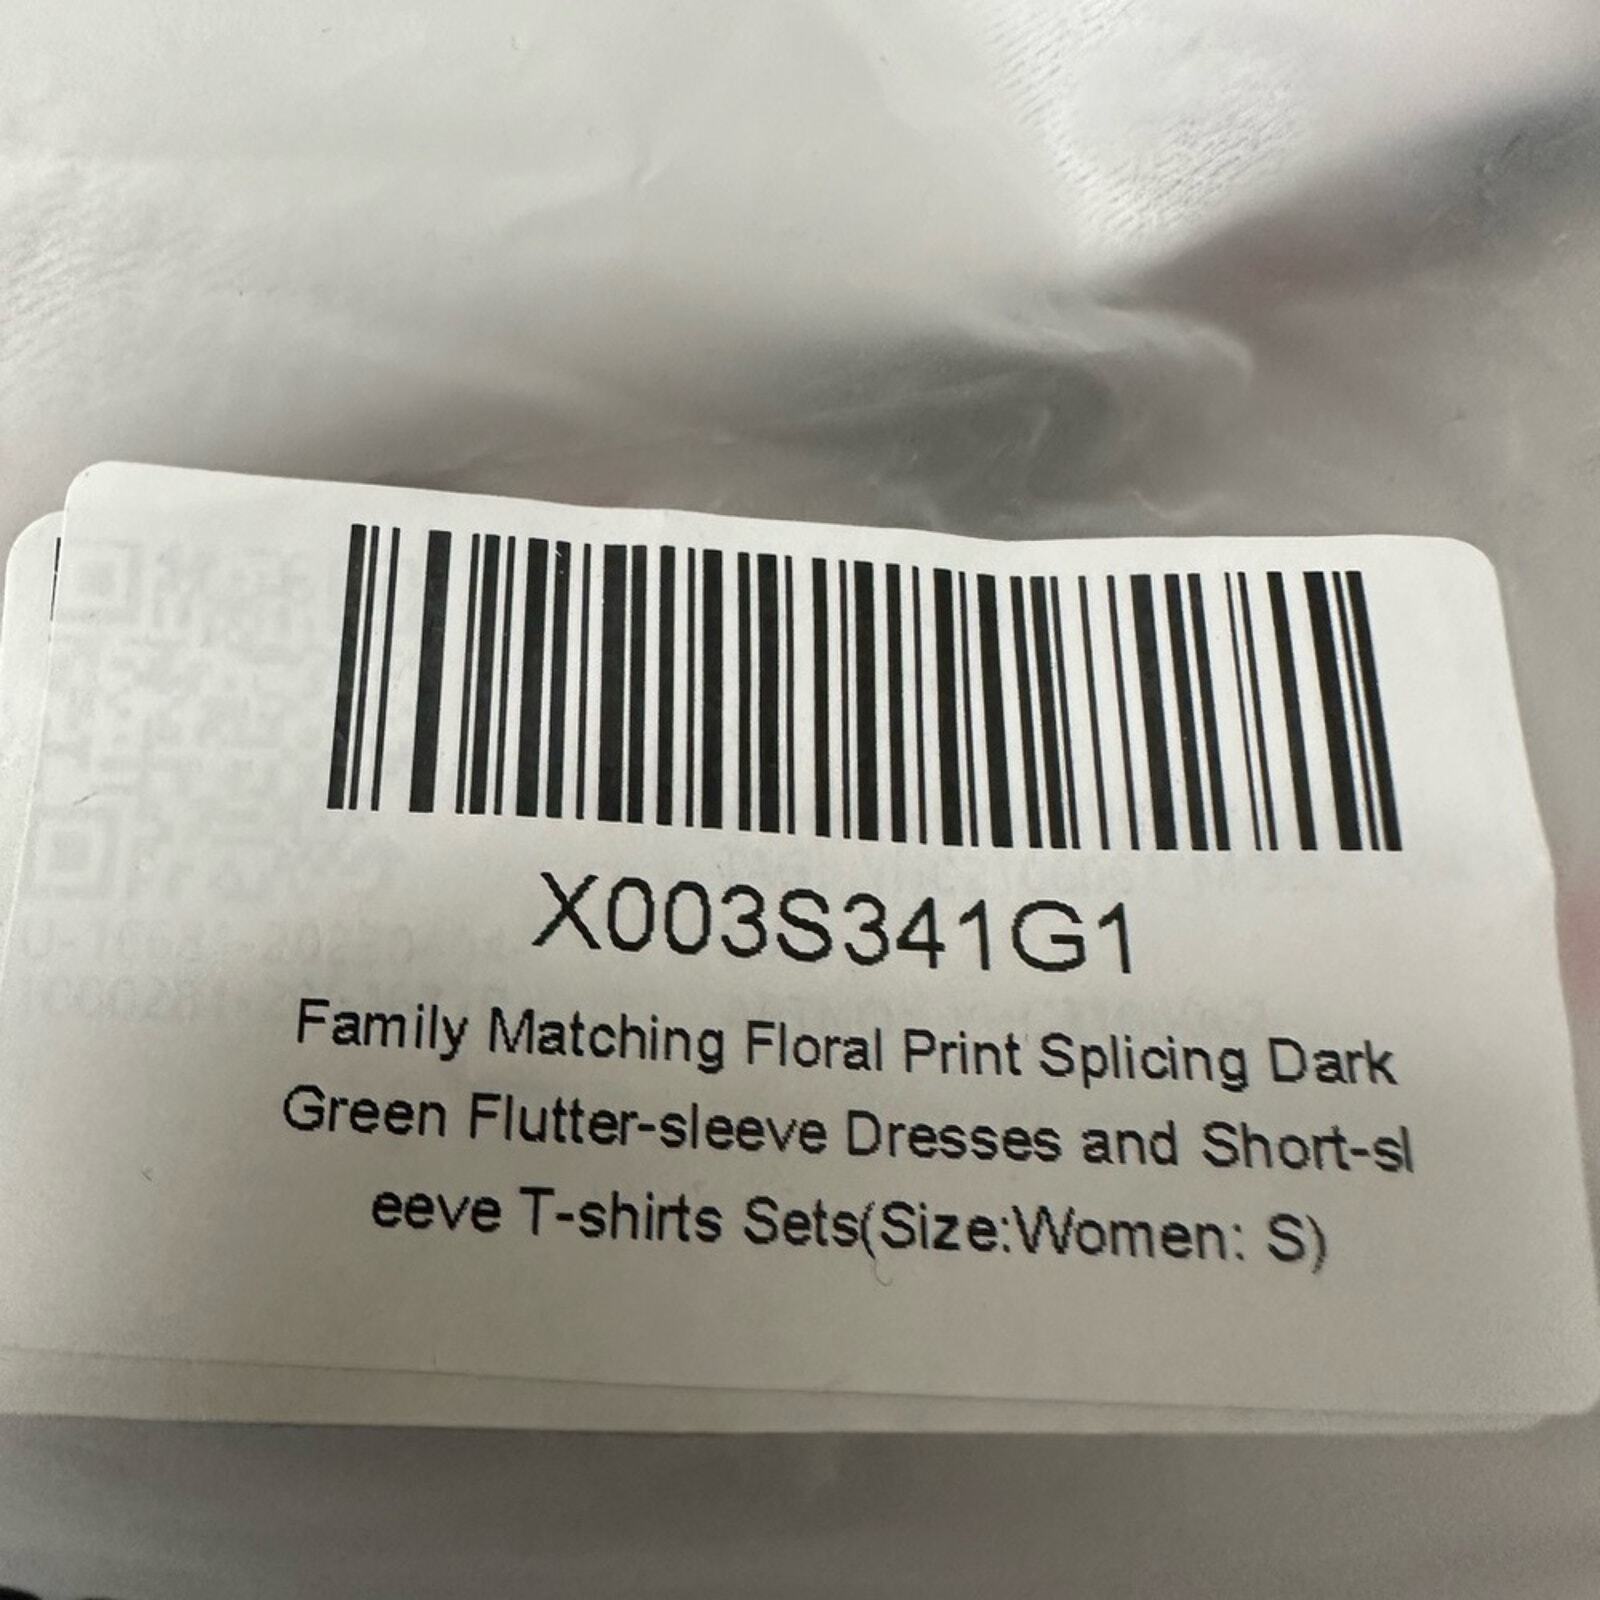 X003S341G1
Family Matching Floral Print Splicing Dark
Green Flutter-sleeve Dresses and Short-sl
eeve T-shirts Sets(Size:Women: S)